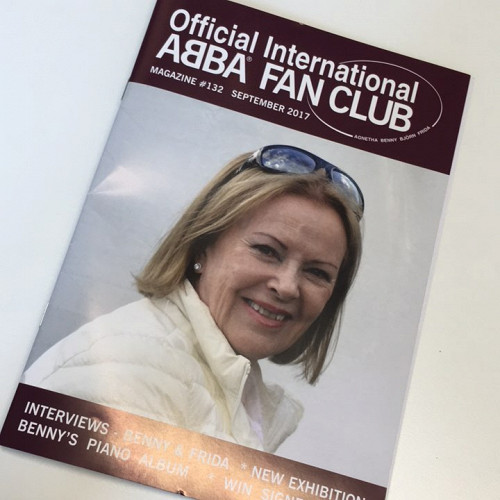 Official International
ABBA® FAN CLUB
MAGAZINE #132 SEPTEMBER 2017
AGNETHA BENNY BJÖRN FRIDA
INTERVIEWS - BENNY & FRIDA * NEW EXHIBITION
BENNY'S PIANO ALBUM * WIN